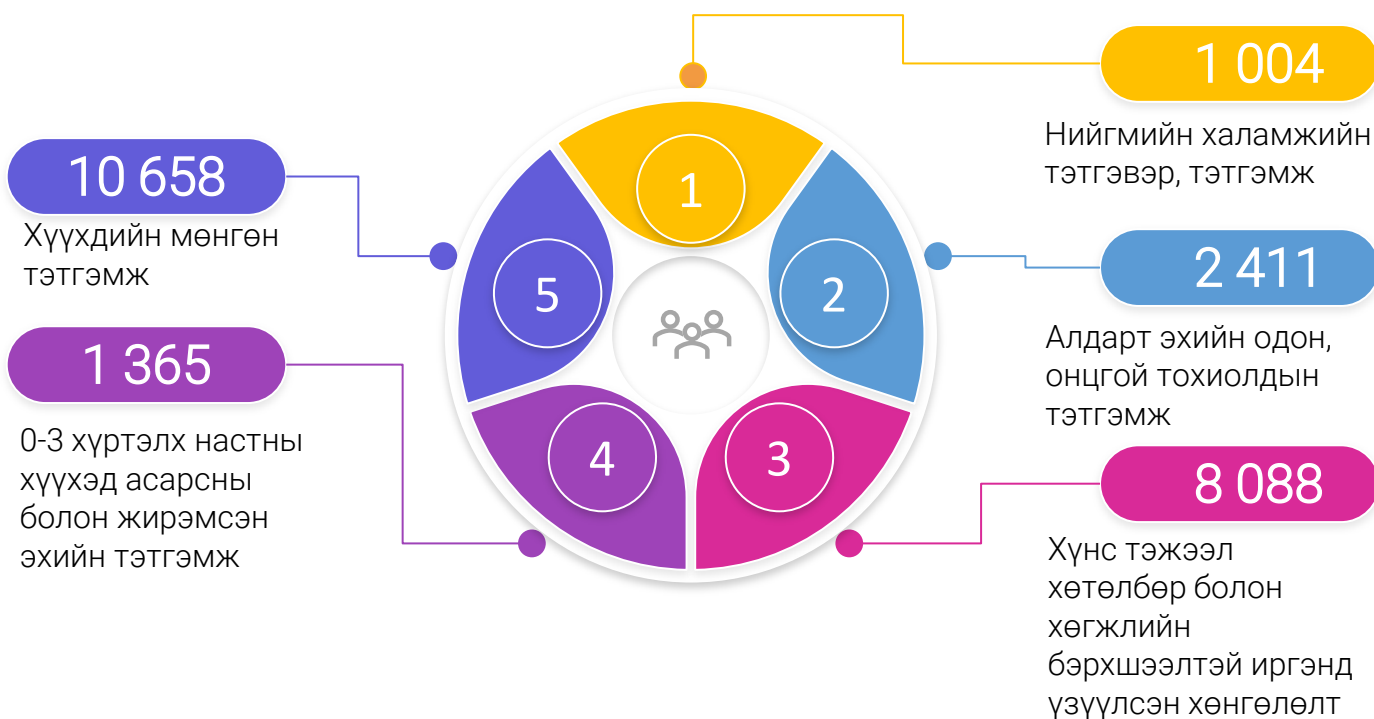 1 004
Нийгмийн халамжийн
тэтгэвэр, тэтгэмж
2 411
Алдарт эхийн одон,
онцгой тохиолдын
тэтгэмж
8 088
Хүнс тэжээл
хөтөлбөр болон
хөгжлийн
бэрхшээлтэй иргэнд
үзүүлсэн хөнгөлөлт
1 365
0-3 хүртэлх настны
хүүхэд асарсны
болон жирэмсэн
эхийн тэтгэмж
10 658
Хүүхдийн мөнгөн
тэтгэмж
1
2
3
4
5